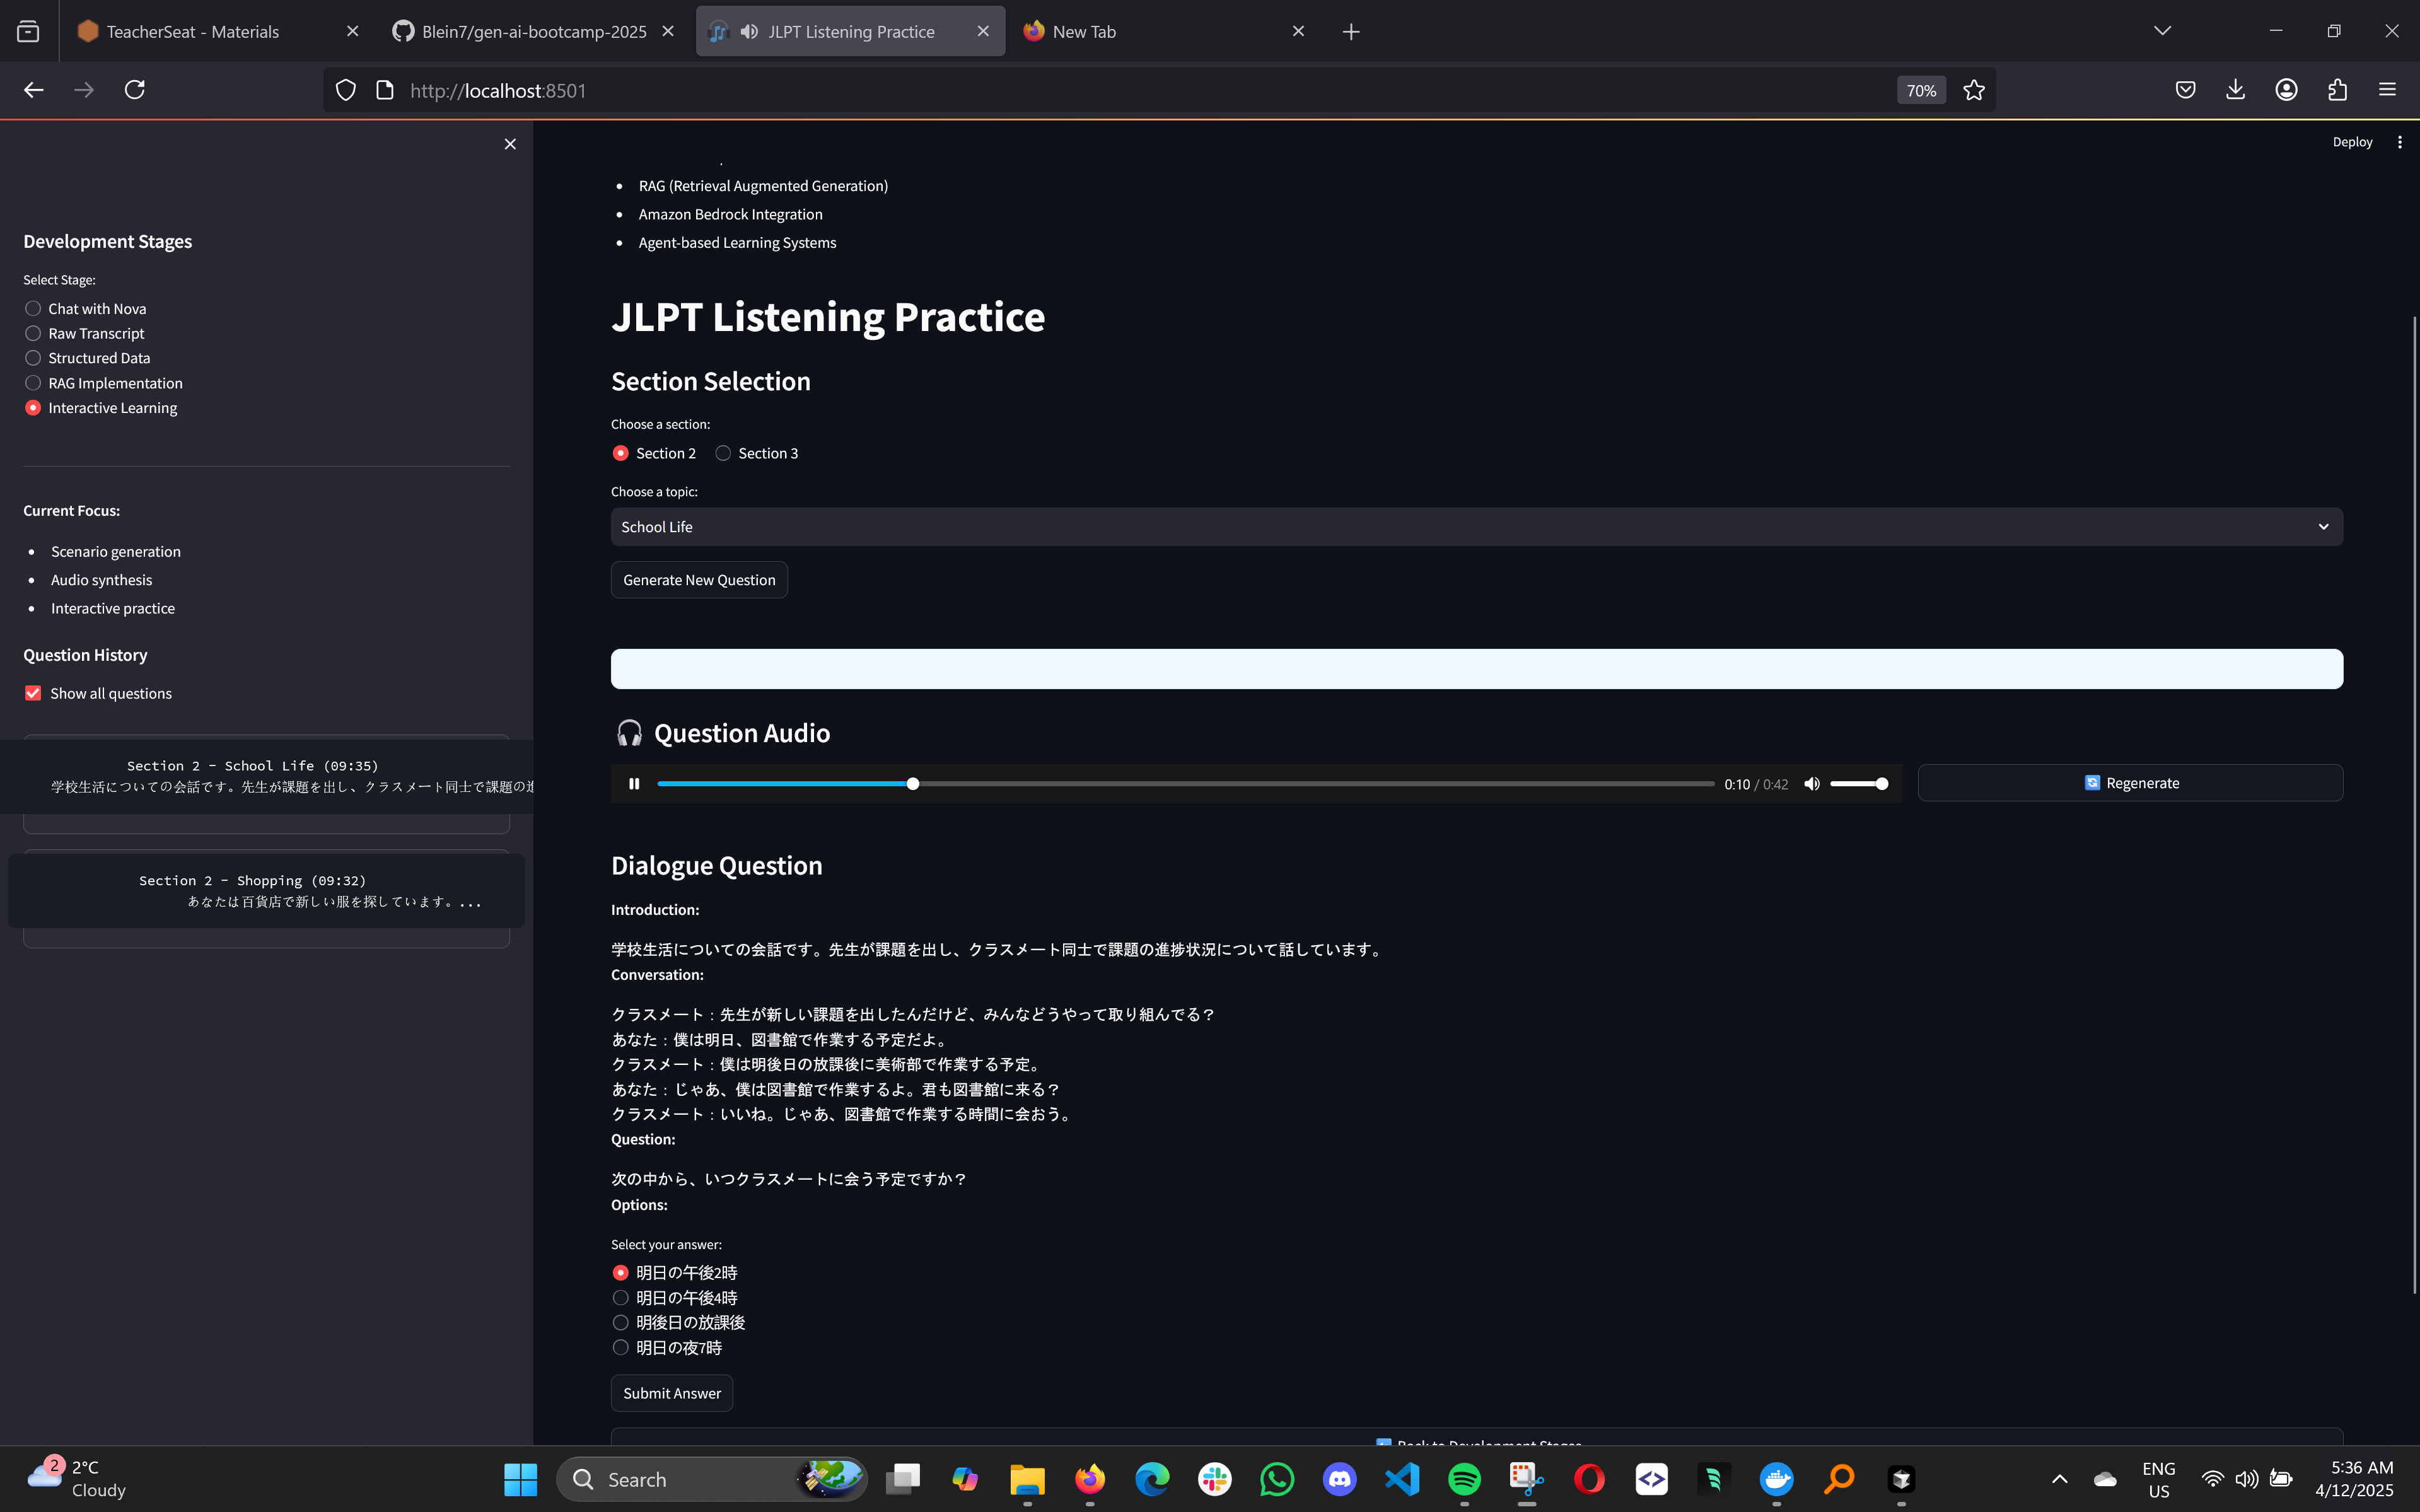 TeacherSeat - Materials
Blein7/gen-ai-bootcamp-2025
JLPT Listening Practice
New Tab
http://localhost:8501
70%
Deploy
Development Stages
Select Stage:
Chat with Nova
Raw Transcript
Structured Data
RAG Implementation
Interactive Learning
Current Focus:
Scenario generation
Audio synthesis
Interactive practice
Question History
Show all questions
Section 2 - School Life (09:35)
学校生活についての会話です。先生が課題を出し、クラスメート同士で課題の進
Section 2 - Shopping (09:32)
あなたは百貨店で新しい服を探しています。...
RAG (Retrieval Augmented Generation)
Amazon Bedrock Integration
Agent-based Learning Systems
JLPT Listening Practice
Section Selection
Choose a section:
Section 2 Section 3
Choose a topic:
School Life
Generate New Question
Question Audio
0:10 / 0:42
Regenerate
Dialogue Question
Introduction:
学校生活についての会話です。先生が課題を出し、クラスメート同士で課題の進捗状況について話しています。
Conversation:
クラスメート：先生が新しい課題を出したんだけど、みんなどうやって取り組んでる？
あなた：僕は明日、図書館で作業する予定だよ。
クラスメート：僕は明後日の放課後に美術部で作業する予定。
あなた：じゃあ、僕は図書館で作業するよ。君も図書館に来る？
クラスメート：いいね。じゃあ、図書館で作業する時間に会おう。
Question:
次の中から、いつクラスメートに会う予定ですか？
Options:
Select your answer:
明日の午後2時
明日の午後4時
明後日の放課後
明日の夜7時
Submit Answer
Back to Development Stages
2
2°C
Cloudy
Search
ENG
US
5:36 AM
4/12/2025